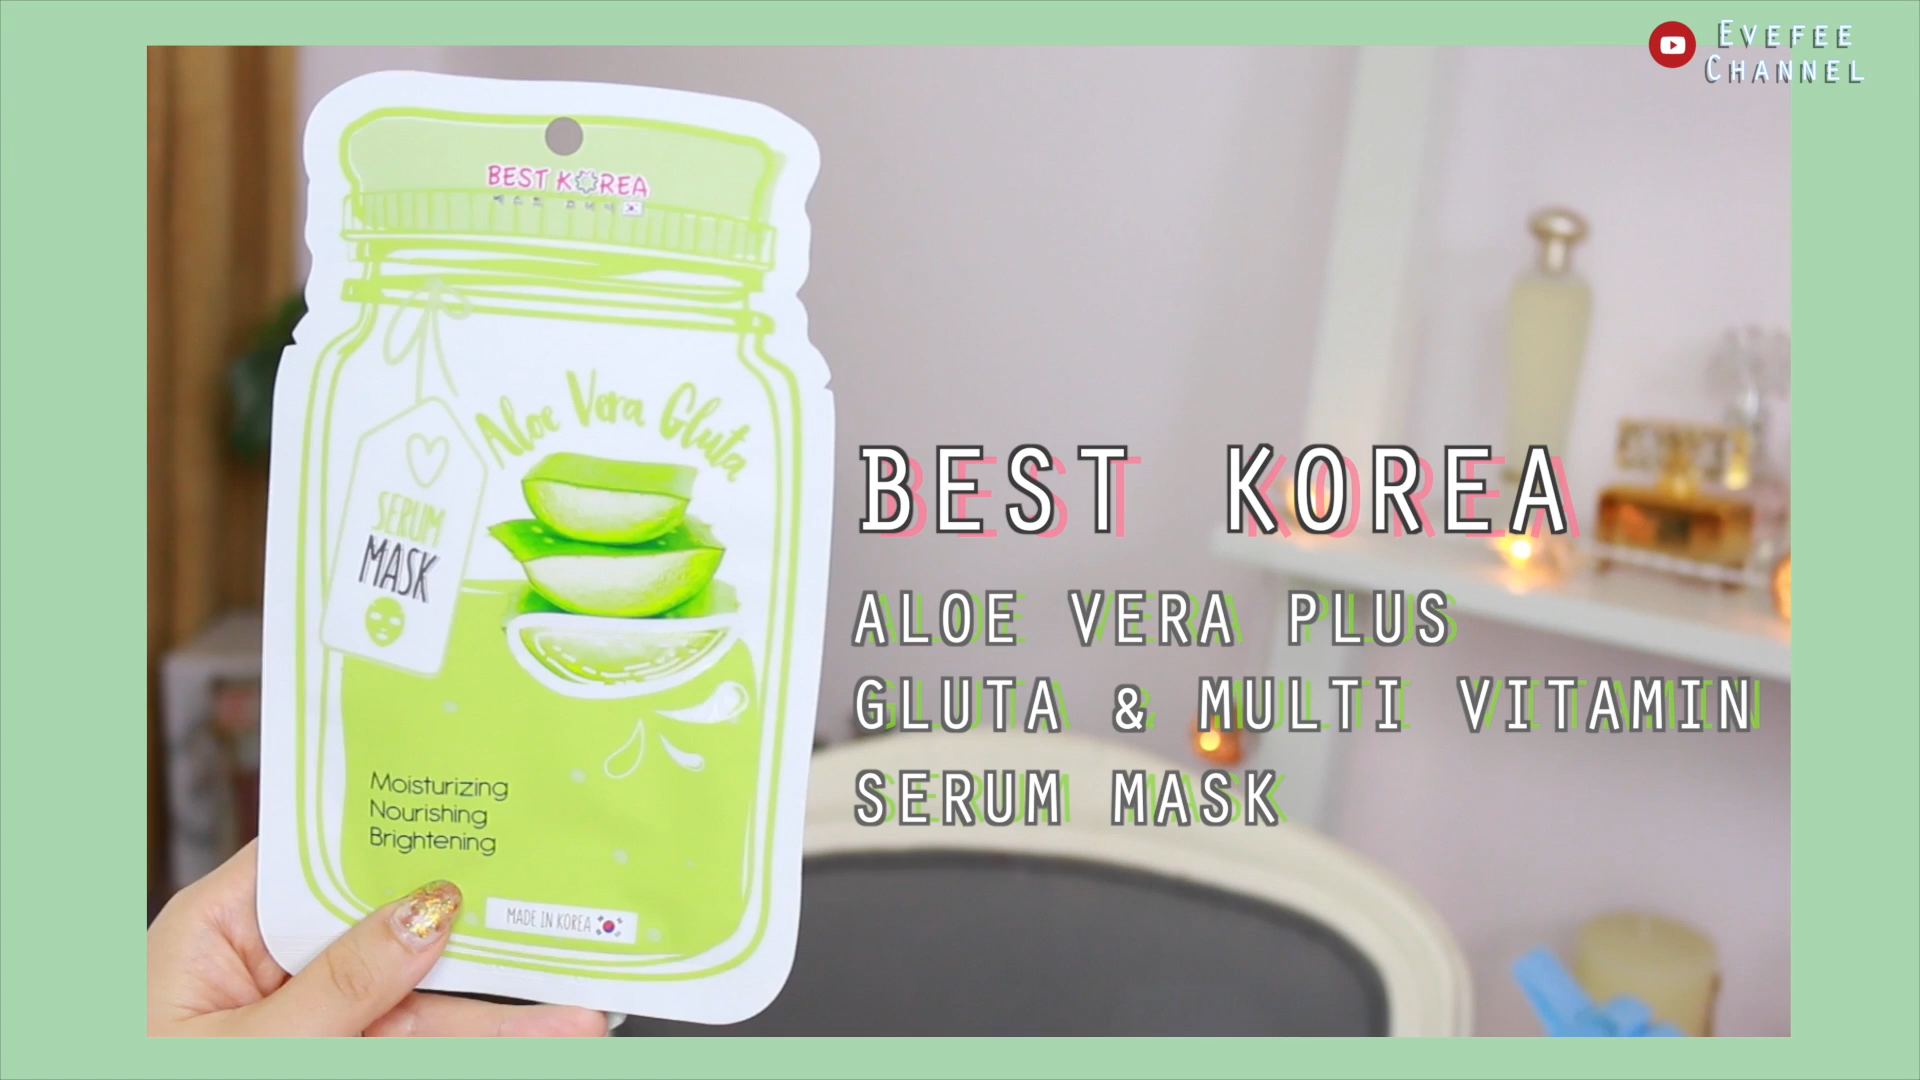 EVEFEE
CHANNEL
BEST KOREA
Aloe Vera Gluta
SERUM
MASK
Moisturizing
Nourishing
Brightening
MADE IN KOREA
BEST KOREA
ALOE VERA PLUS
GLUTA & MULTI VITAMIN
SERUM MASK